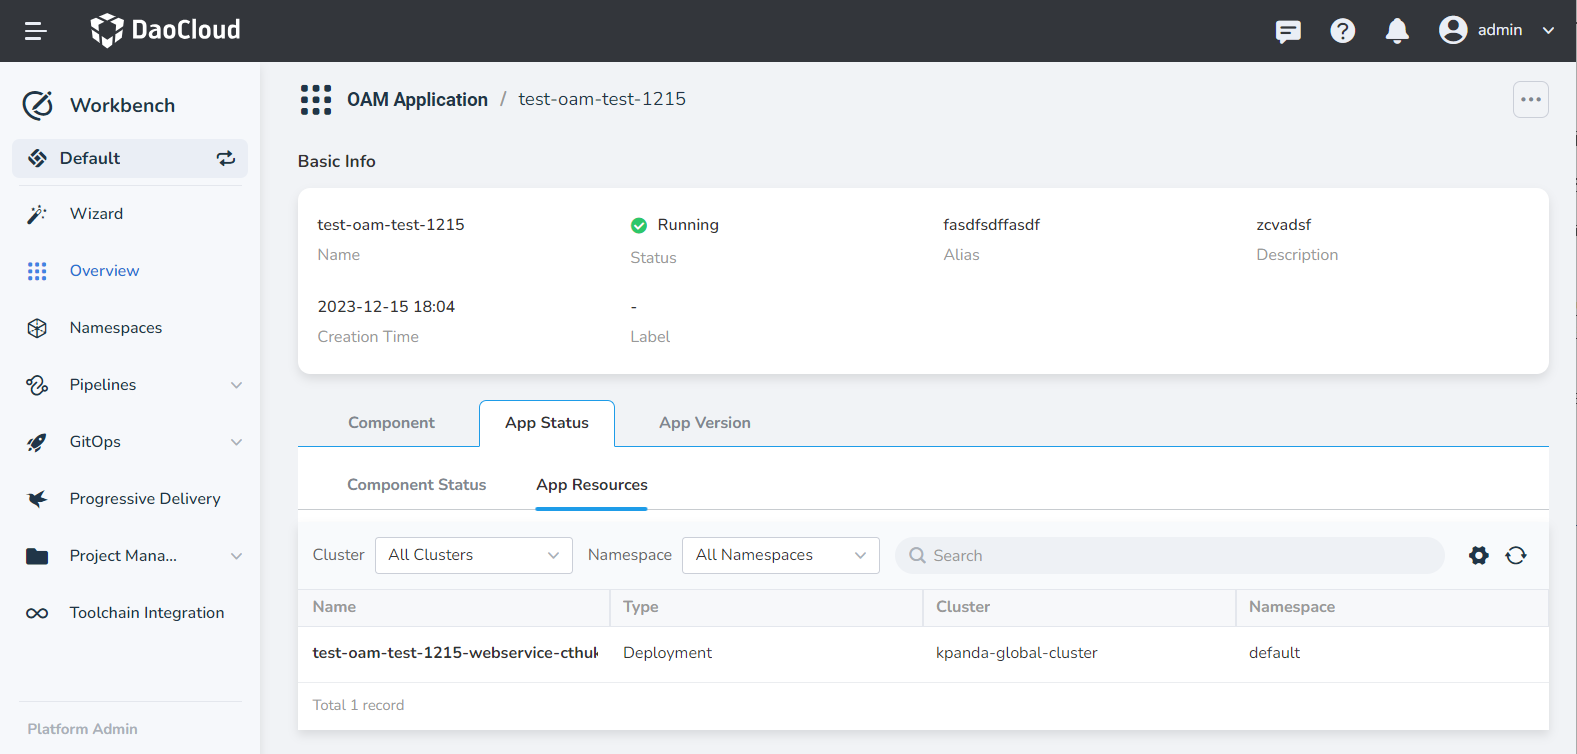 DaoCloud
admin
Workbench
Default
Wizard
Overview
Namespaces
Pipelines
GitOps
Progressive Delivery
Project Mana...
Toolchain Integration
Platform Admin
OAM Application / test-oam-test-1215
Basic Info
test-oam-test-1215
Name
Running
Status
fasdfsdffasdf
Alias
zcvadsf
Description
2023-12-15 18:04
Creation Time
-
Label
Component App Status App Version
Component Status App Resources
Cluster All Clusters Namespace All Namespaces Search
Name Type Cluster Namespace
test-oam-test-1215-webservice-cthuk Deployment kpanda-global-cluster default
Total 1 record